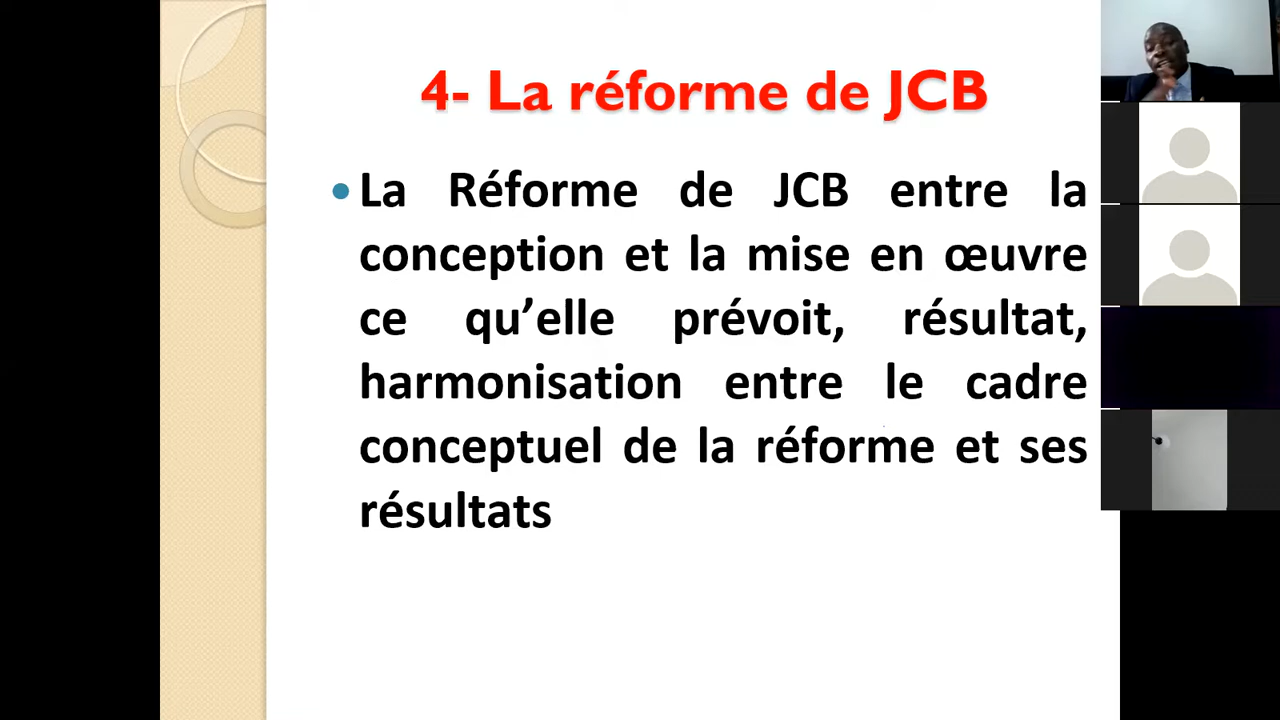 4- La réforme de JCB
• La Réforme de JCB entre la
conception et la mise en œuvre
ce qu’elle prévoit, résultat,
harmonisation entre le cadre
conceptuel de la réforme et ses
résultats